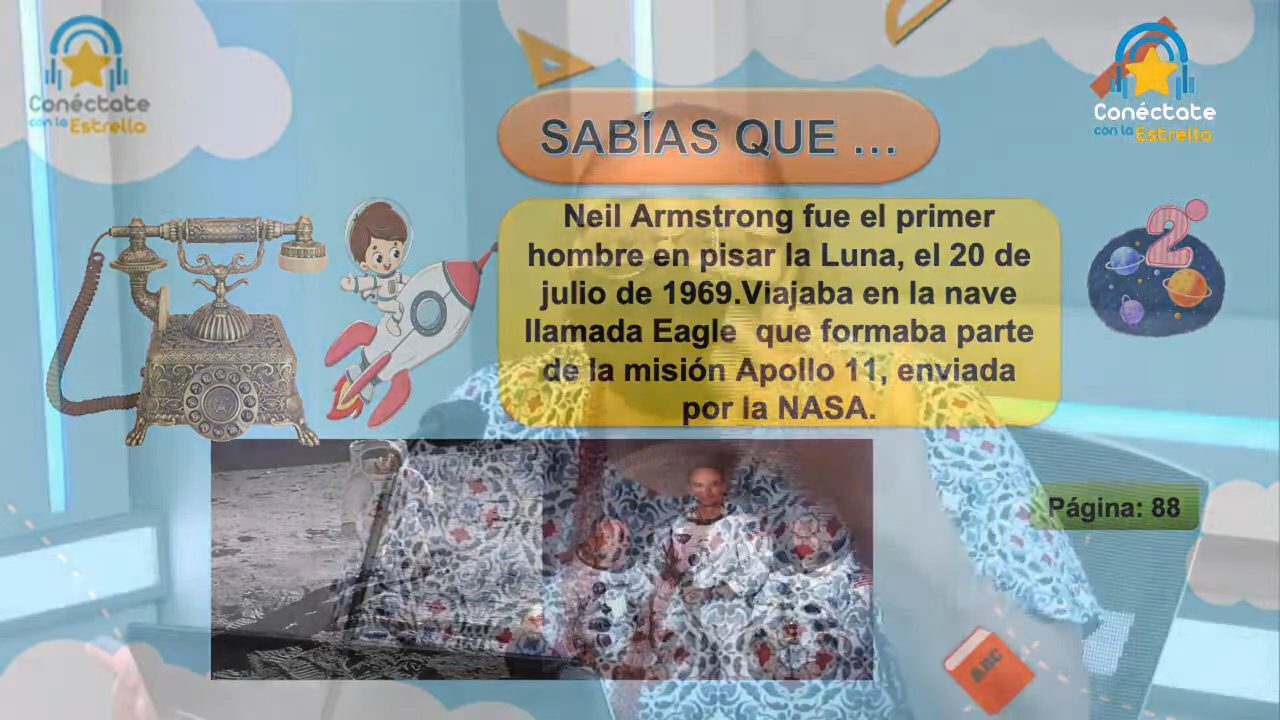 Conéctate
con la Estrella
Conéctate
con la Estrella
SABÍAS QUE ...
2°
Neil Armstrong fue el primer
hombre en pisar la Luna, el 20 de
julio de 1969.Viajaba en la nave
llamada Eagle que formaba parte
de la misión Apollo 11, enviada
por la NASA.
Página: 88
ABC